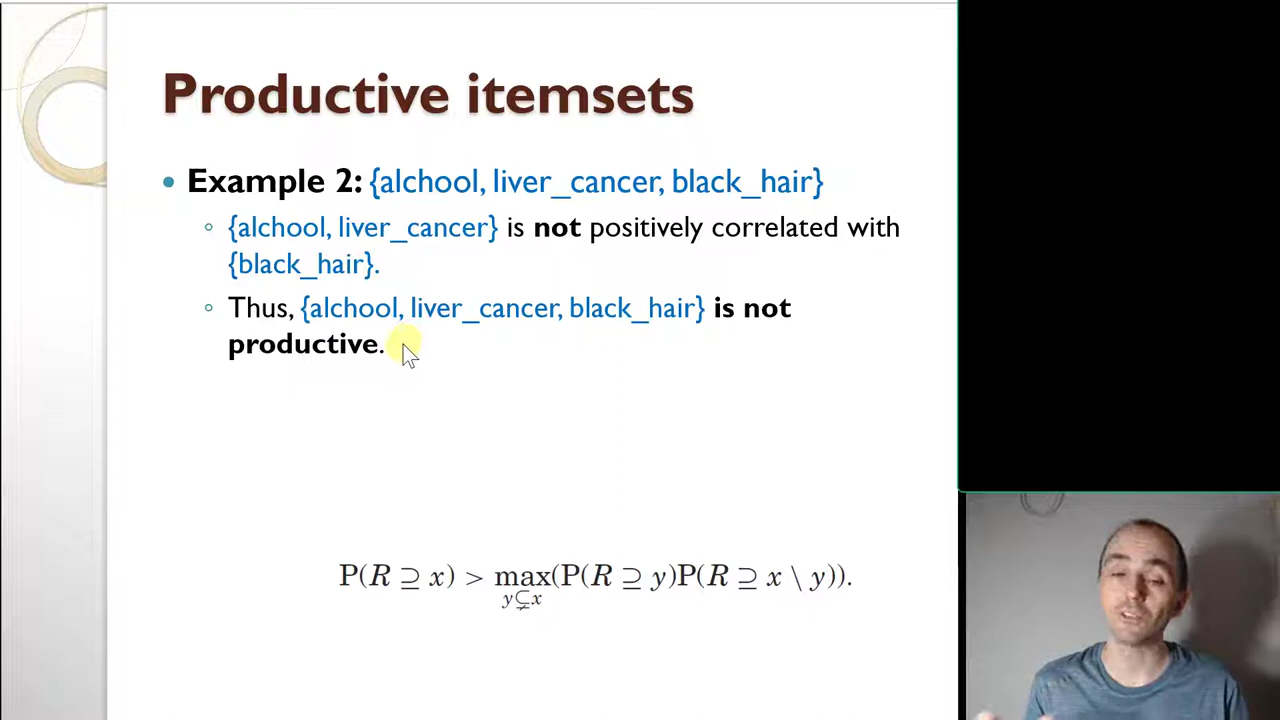 Productive itemsets
• Example 2: {alchool, liver_cancer, black_hair}
◦ {alchool, liver_cancer} is not positively correlated with
{black_hair}.
◦ Thus, {alchool, liver_cancer, black_hair} is not
productive.
P(R ⊇ x) > max(P(R ⊇ y)P(R ⊇ x \ y)).
y⊊x